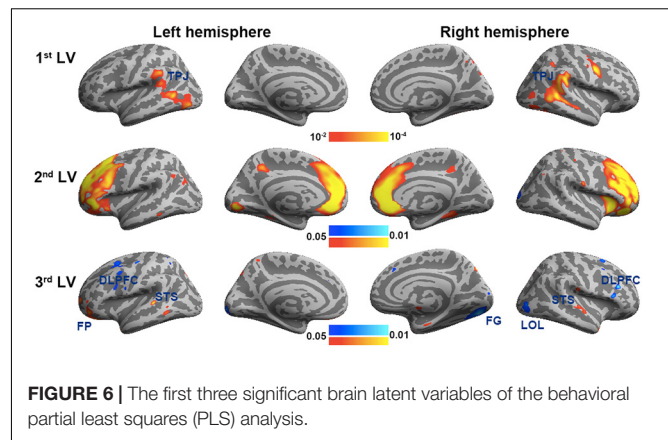 Left hemisphere Right hemisphere
1st LV
TPJ TPJ
10-2 10-4
2nd LV
0.05 0.01
3rd LV
DLPFC DLPFC
STS STS
FP FG LOL
0.05 0.01
FIGURE 6 | The first three significant brain latent variables of the behavioral
partial least squares (PLS) analysis.